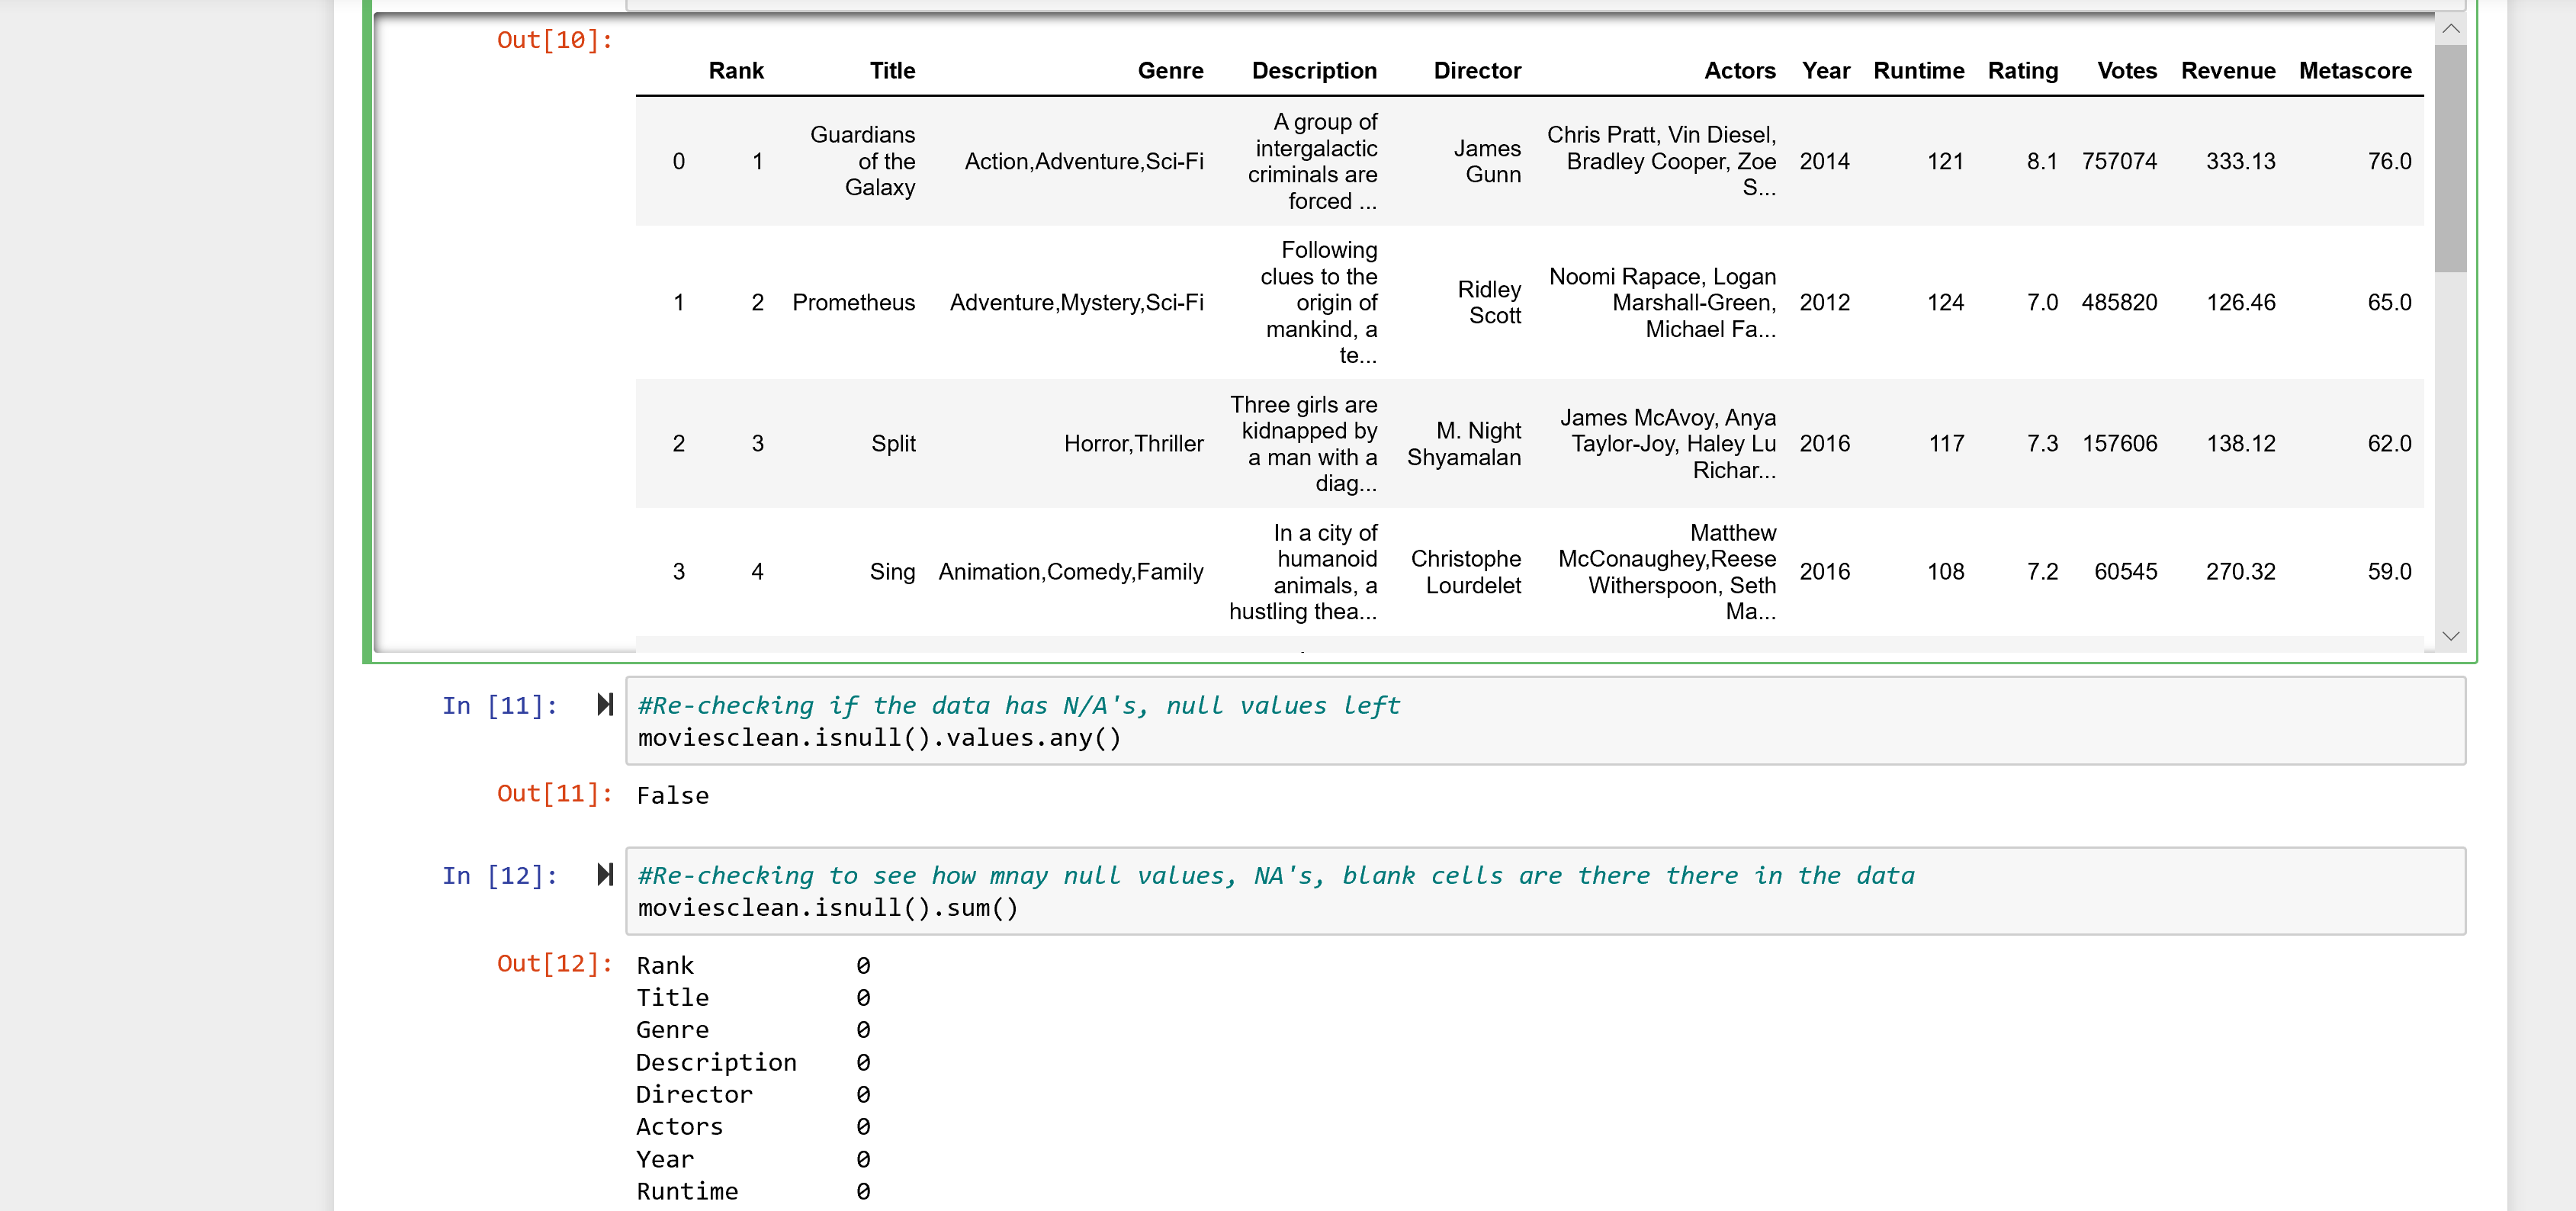 Out[10]:
Rank Title Genre Description Director Actors Year Runtime Rating Votes Revenue Metascore
0 1 Guardians of the Galaxy Action,Adventure,Sci-Fi A group of intergalactic criminals are forced ... James Gunn Chris Pratt, Vin Diesel, Bradley Cooper, Zoe S... 2014 121 8.1 757074 333.13 76.0
1 2 Prometheus Adventure,Mystery,Sci-Fi Following clues to the origin of mankind, a te... Ridley Scott Noomi Rapace, Logan Marshall-Green, Michael Fa... 2012 124 7.0 485820 126.46 65.0
2 3 Split Horror,Thriller Three girls are kidnapped by a man with a diag... M. Night Shyamalan James McAvoy, Anya Taylor-Joy, Haley Lu Richar... 2016 117 7.3 157606 138.12 62.0
3 4 Sing Animation,Comedy,Family In a city of humanoid animals, a hustling thea... Christophe Lourdelet Matthew McConaughey,Reese Witherspoon, Seth Ma... 2016 108 7.2 60545 270.32 59.0
In [11]: #Re-checking if the data has N/A's, null values left
moviesclean.isnull().values.any()
Out[11]: False
In [12]: #Re-checking to see how mnay null values, NA's, blank cells are there there in the data
moviesclean.isnull().sum()
Out[12]: Rank 0
Title 0
Genre 0
Description 0
Director 0
Actors 0
Year 0
Runtime 0